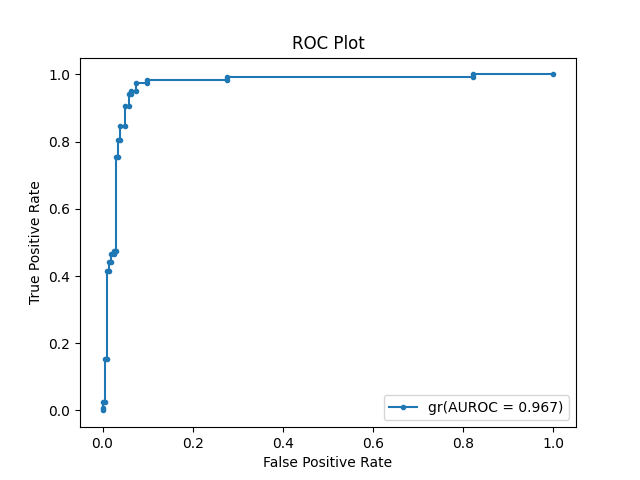 ROC Plot
1.0
0.8
0.6
0.4
0.2
0.0
True Positive Rate
gr(AUROC = 0.967)
0.0 0.2 0.4 0.6 0.8 1.0
False Positive Rate